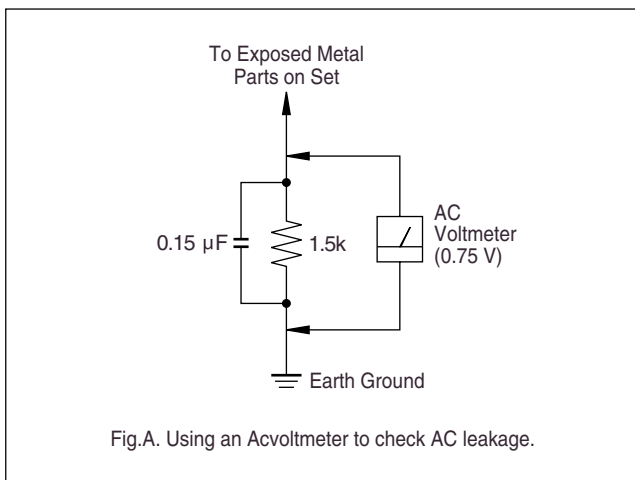 To Exposed Metal
Parts on Set
0.15 µF
1.5k
AC
Voltmeter
(0.75 V)
Earth Ground
Fig.A. Using an Acvoltmeter to check AC leakage.